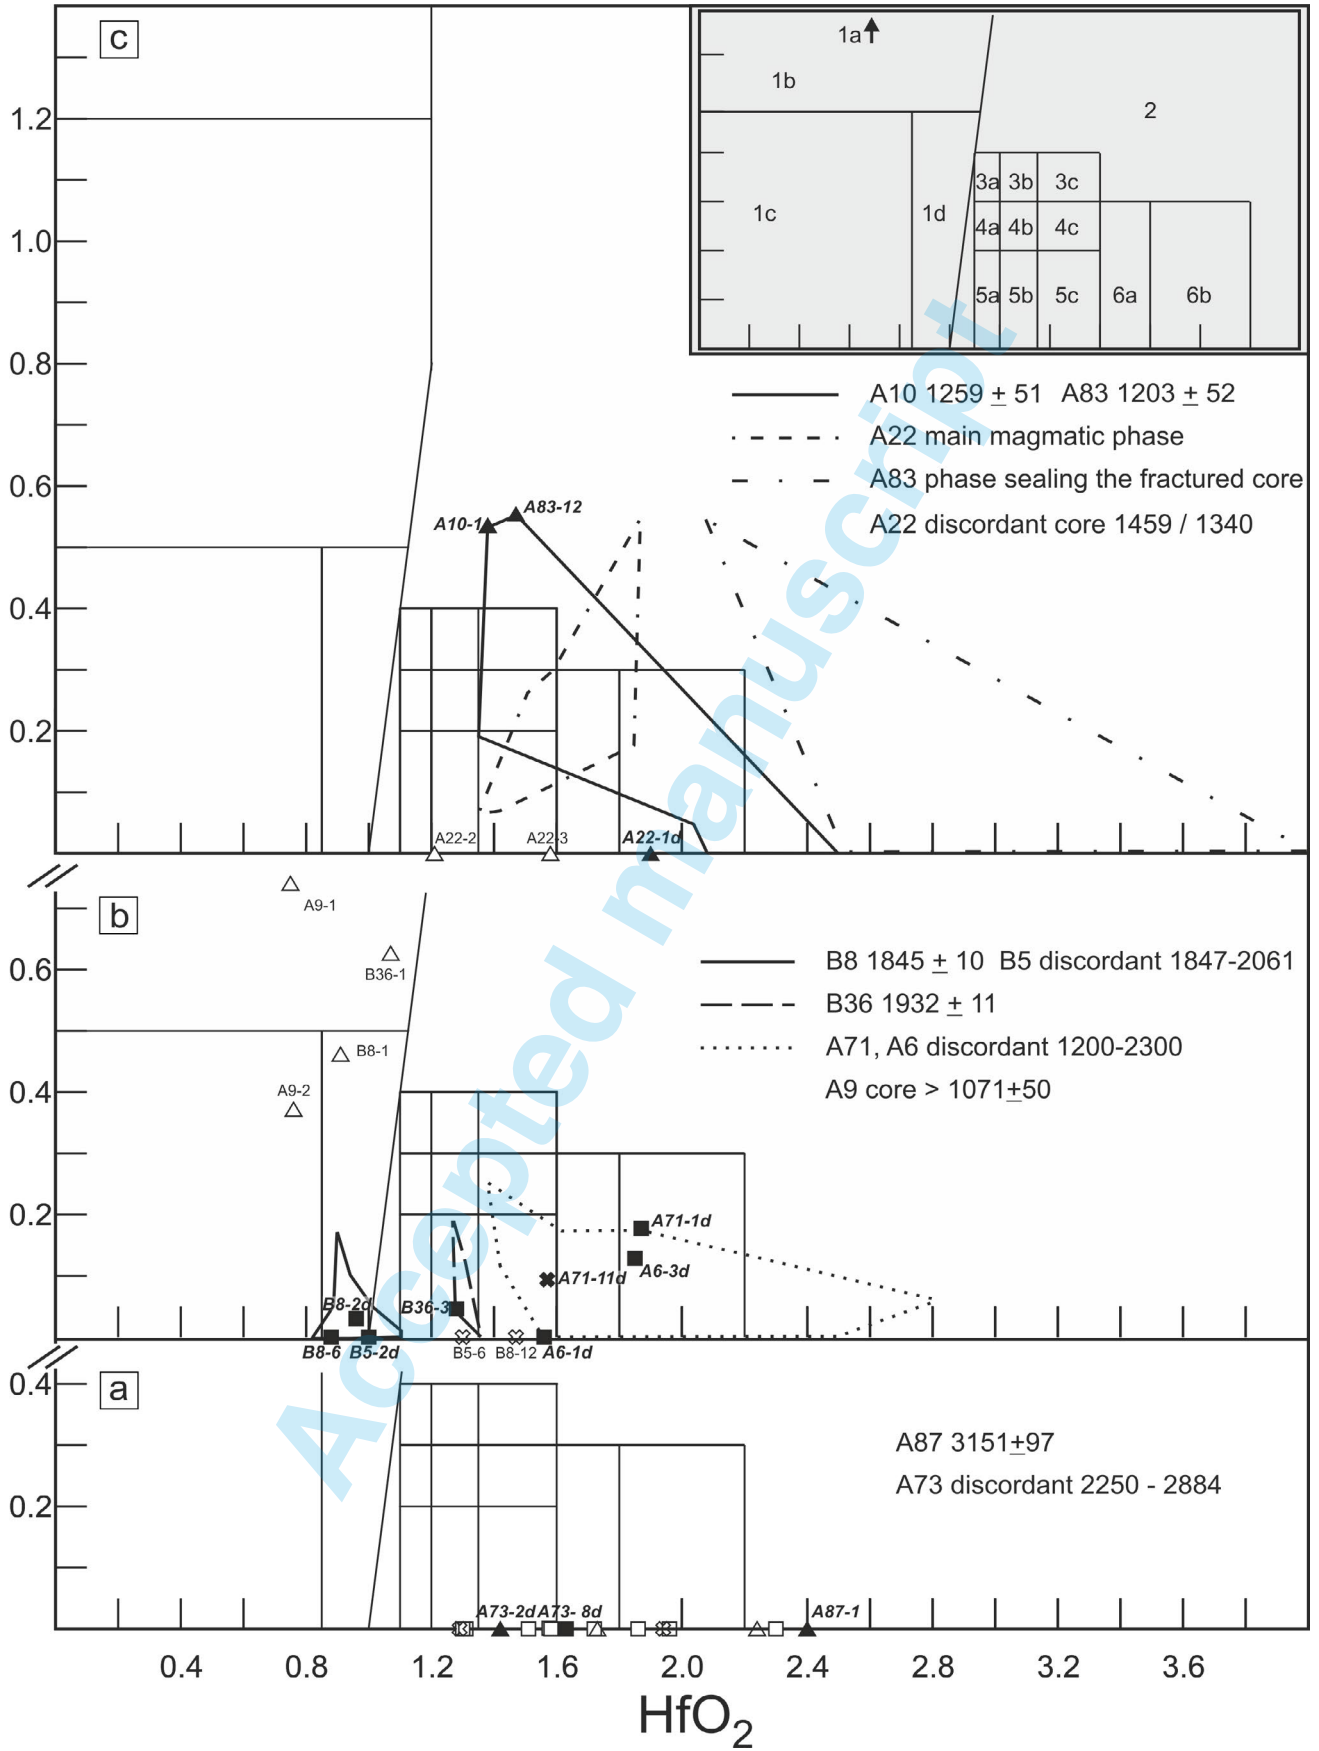 c
1a
1b
2
1c
1d
3a 3b 3c
4a 4b 4c
5a 5b 5c 6a 6b
1.2
1.0
0.8
0.6
0.4
0.2
A10 1259 ± 51 A83 1203 ± 52
A22 main magmatic phase
A83 phase sealing the fractured core
A22 discordant core 1459 / 1340
A10-1
A83-12
A22-2
A22-3
A22-1d
b
A9-1
B36-1
B8-1
A9-2
0.6
0.4
0.2
B8 1845 ± 10 B5 discordant 1847-2061
B36 1932 ± 11
A71, A6 discordant 1200-2300
A9 core > 1071±50
A71-1d
A6-3d
A71-11d
B8-2d
B36-3
B8-6 B5-2d B5-6 B8-12 A6-1d
a
0.4
0.2
A87 3151±97
A73 discordant 2250 - 2884
A73-2d A73- 8d A87-1
0.4 0.8 1.2 1.6 2.0 2.4 2.8 3.2 3.6
HfO2
Accepted manuscript